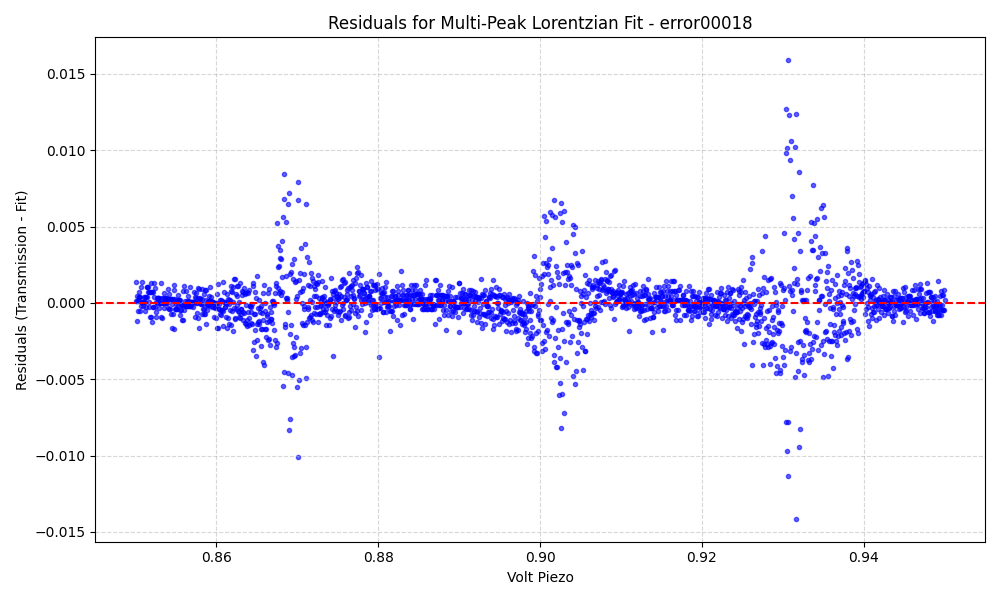 Residuals for Multi-Peak Lorentzian Fit - error00018
Residuals (Transmission - Fit)
0.015
0.010
0.005
0.000
−0.005
−0.010
−0.015
0.86 0.88 0.90 0.92 0.94
Volt Piezo